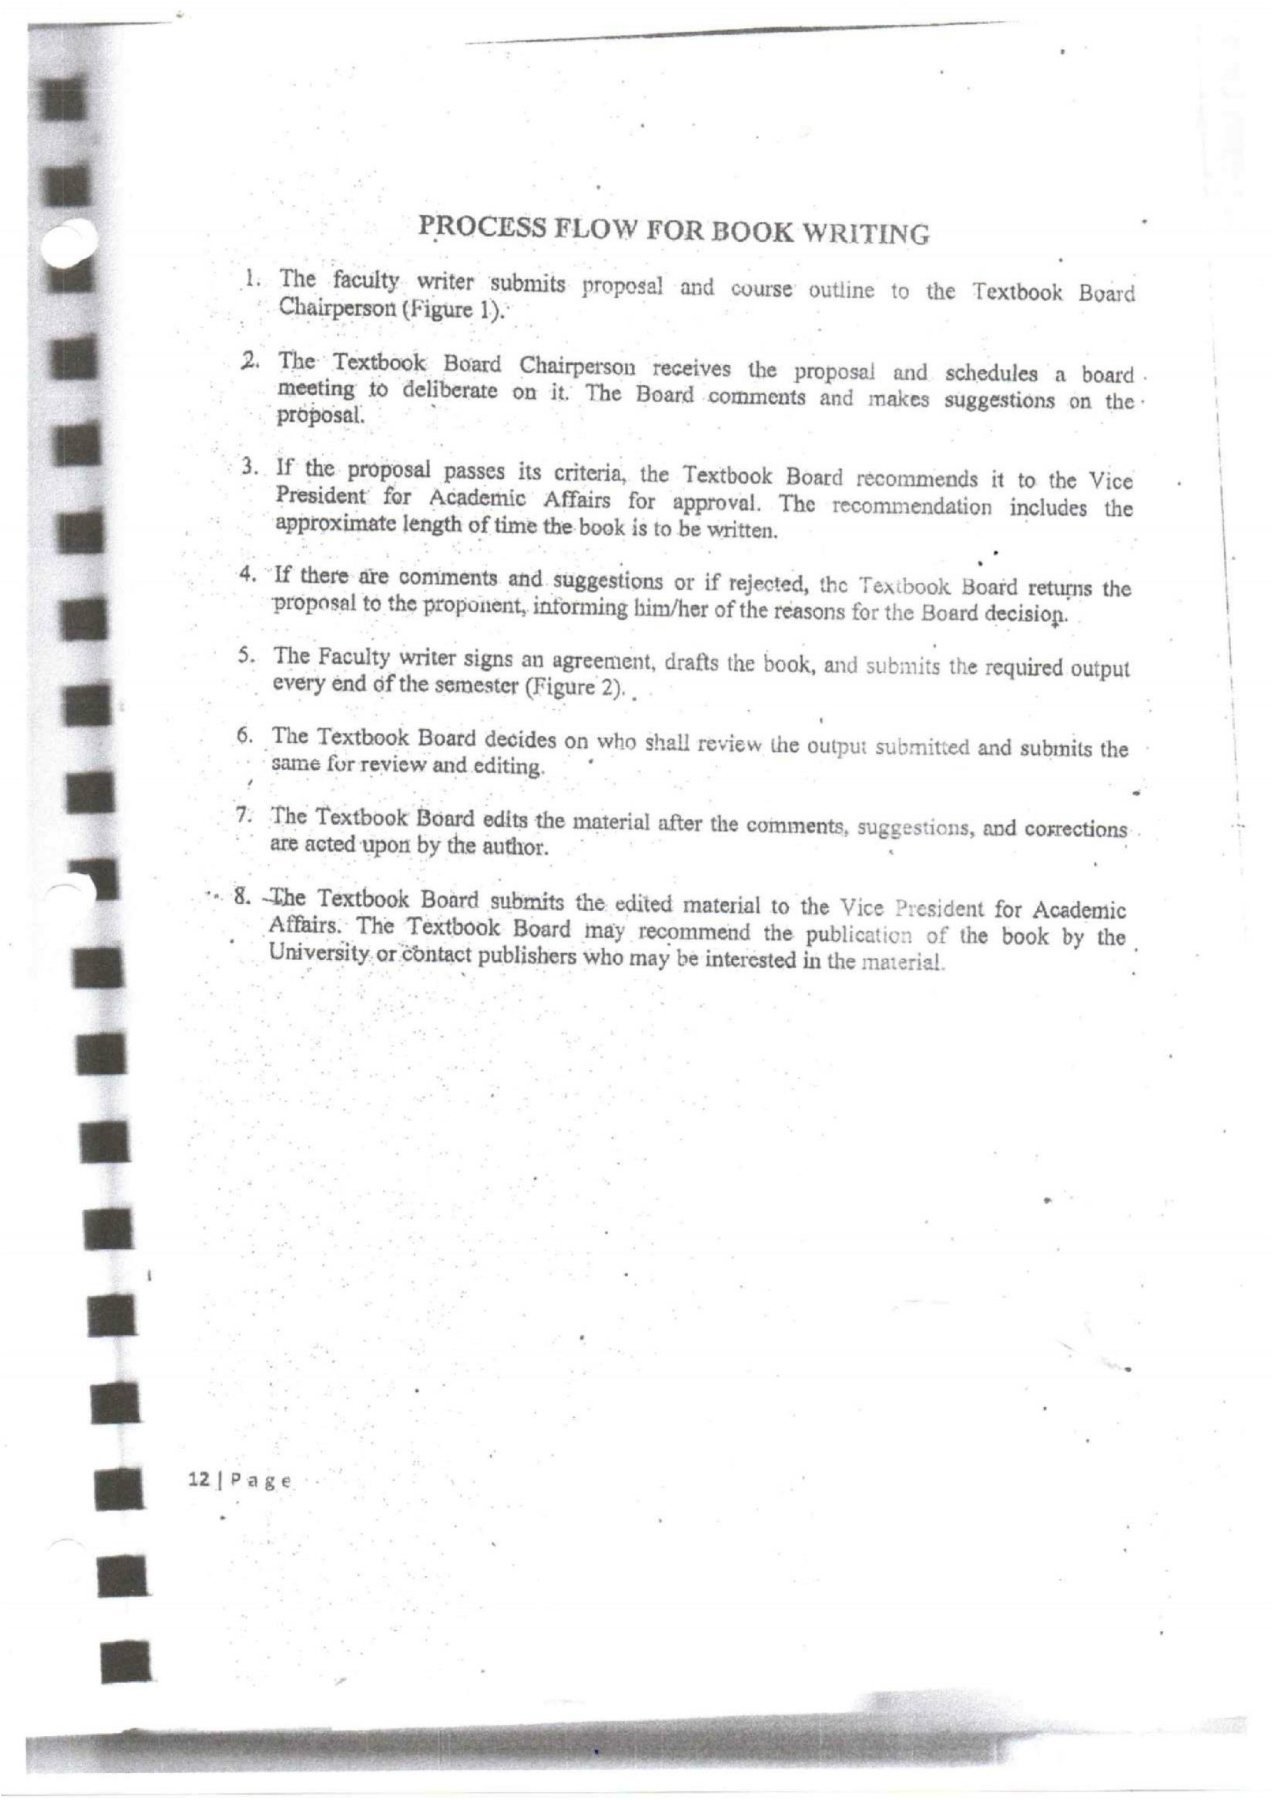 PROCESS FLOW FOR BOOK WRITING
1. The faculty writer submits proposal and course outline to the Textbook Board
Chairperson (Figure 1).
2. The Textbook Board Chairperson receives the proposal and schedules a board
meeting to deliberate on it. The Board comments and makes suggestions on the
proposal.
3. If the proposal passes its criteria, the Textbook Board recommends it to the Vice
President for Academic Affairs for approval. The recommendation includes the
approximate length of time the book is to be written.
4. If there are comments and suggestions or if rejected, the Textbook Board returns the
proposal to the proponent, informing him/her of the reasons for the Board decision.
5. The Faculty writer signs an agreement, drafts the book, and submits the required output
every end of the semester (Figure 2).
6. The Textbook Board decides on who shall review the output submitted and submits the
same for review and editing.
7. The Textbook Board edits the material after the comments, suggestions, and corrections
are acted upon by the author.
8. The Textbook Board submits the edited material to the Vice President for Academic
Affairs. The Textbook Board may recommend the publication of the book by the
University or contact publishers who may be interested in the material.
12 | P a g e